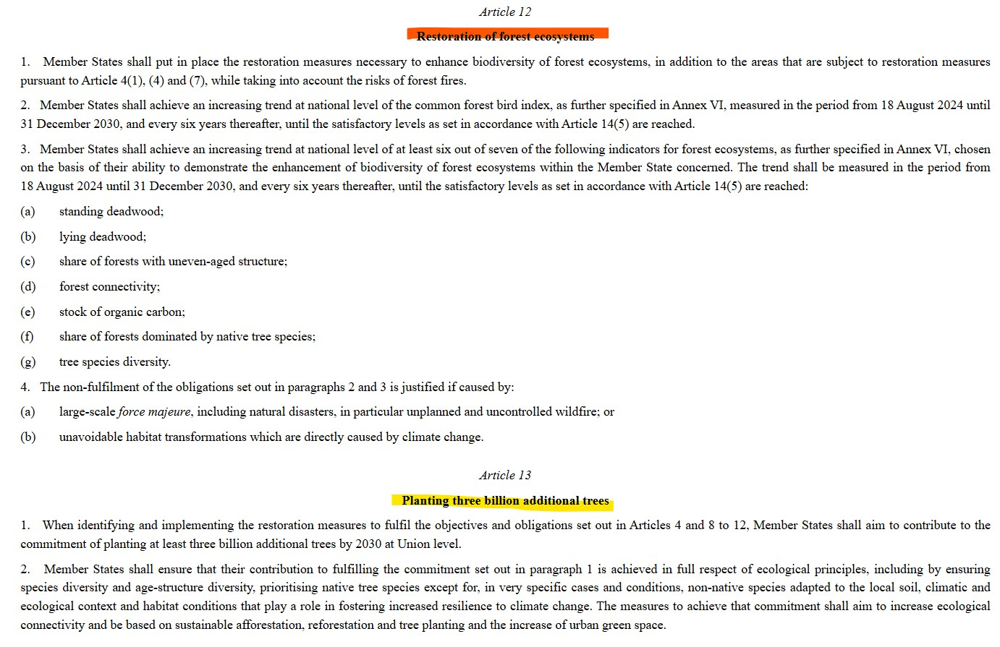 Article 12
Restoration of forest ecosystems
1. Member States shall put in place the restoration measures necessary to enhance biodiversity of forest ecosystems, in addition to the areas that are subject to restoration measures
pursuant to Article 4(1), (4) and (7), while taking into account the risks of forest fires.
2. Member States shall achieve an increasing trend at national level of the common forest bird index, as further specified in Annex VI, measured in the period from 18 August 2024 until
31 December 2030, and every six years thereafter, until the satisfactory levels as set in accordance with Article 14(5) are reached.
3. Member States shall achieve an increasing trend at national level of at least six out of seven of the following indicators for forest ecosystems, as further specified in Annex VI, chosen
on the basis of their ability to demonstrate the enhancement of biodiversity of forest ecosystems within the Member State concerned. The trend shall be measured in the period from
18 August 2024 until 31 December 2030, and every six years thereafter, until the satisfactory levels as set in accordance with Article 14(5) are reached:
(a) standing deadwood;
(b) lying deadwood;
(c) share of forests with uneven-aged structure;
(d) forest connectivity;
(e) stock of organic carbon;
(f) share of forests dominated by native tree species;
(g) tree species diversity.
4. The non-fulfilment of the obligations set out in paragraphs 2 and 3 is justified if caused by:
(a) large-scale force majeure, including natural disasters, in particular unplanned and uncontrolled wildfire; or
(b) unavoidable habitat transformations which are directly caused by climate change.
Article 13
Planting three billion additional trees
1. When identifying and implementing the restoration measures to fulfil the objectives and obligations set out in Articles 4 and 8 to 12, Member States shall aim to contribute to the
commitment of planting at least three billion additional trees by 2030 at Union level.
2. Member States shall ensure that their contribution to fulfilling the commitment set out in paragraph 1 is achieved in full respect of ecological principles, including by ensuring
species diversity and age-structure diversity, prioritising native tree species except for, in very specific cases and conditions, non-native species adapted to the local soil, climatic and
ecological context and habitat conditions that play a role in fostering increased resilience to climate change. The measures to achieve that commitment shall aim to increase ecological
connectivity and be based on sustainable afforestation, reforestation and tree planting and the increase of urban green space.